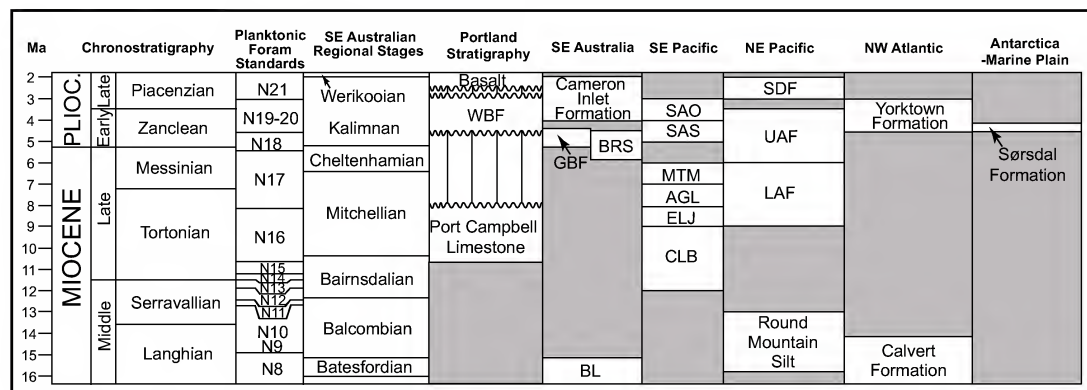 Ma
Chronostratigraphy
Planktonic
Foram
Standards
SE Australian
Regional Stages
Portland
Stratigraphy
SE Australia
SE Pacific
NE Pacific
NW Atlantic
Antarctica
-Marine Plain
2
3
4
5
6
7
8
9
10
11
12
13
14
15
16
PLIOC.
MIOCENE
Late
Early
Late
Middle
Piacenzian
Zanclean
Messinian
Tortonian
Serravallian
Langhian
N21
N19-20
N18
N17
N16
N15
N14
N13
N12
N11
N10
N9
N8
Werikooian
Kalimnan
Cheltenhamian
Mitchellian
Bairnsdalian
Balcombian
Batesfordian
Basalt
WBF
Port Campbell
Limestone
Cameron
Inlet
Formation
BRS
GBF
BL
SAO
SAS
MTM
AGL
ELJ
CLB
SDF
UAF
LAF
Round
Mountain
Silt
Yorktown
Formation
Calvert
Formation
Sørsdal
Formation